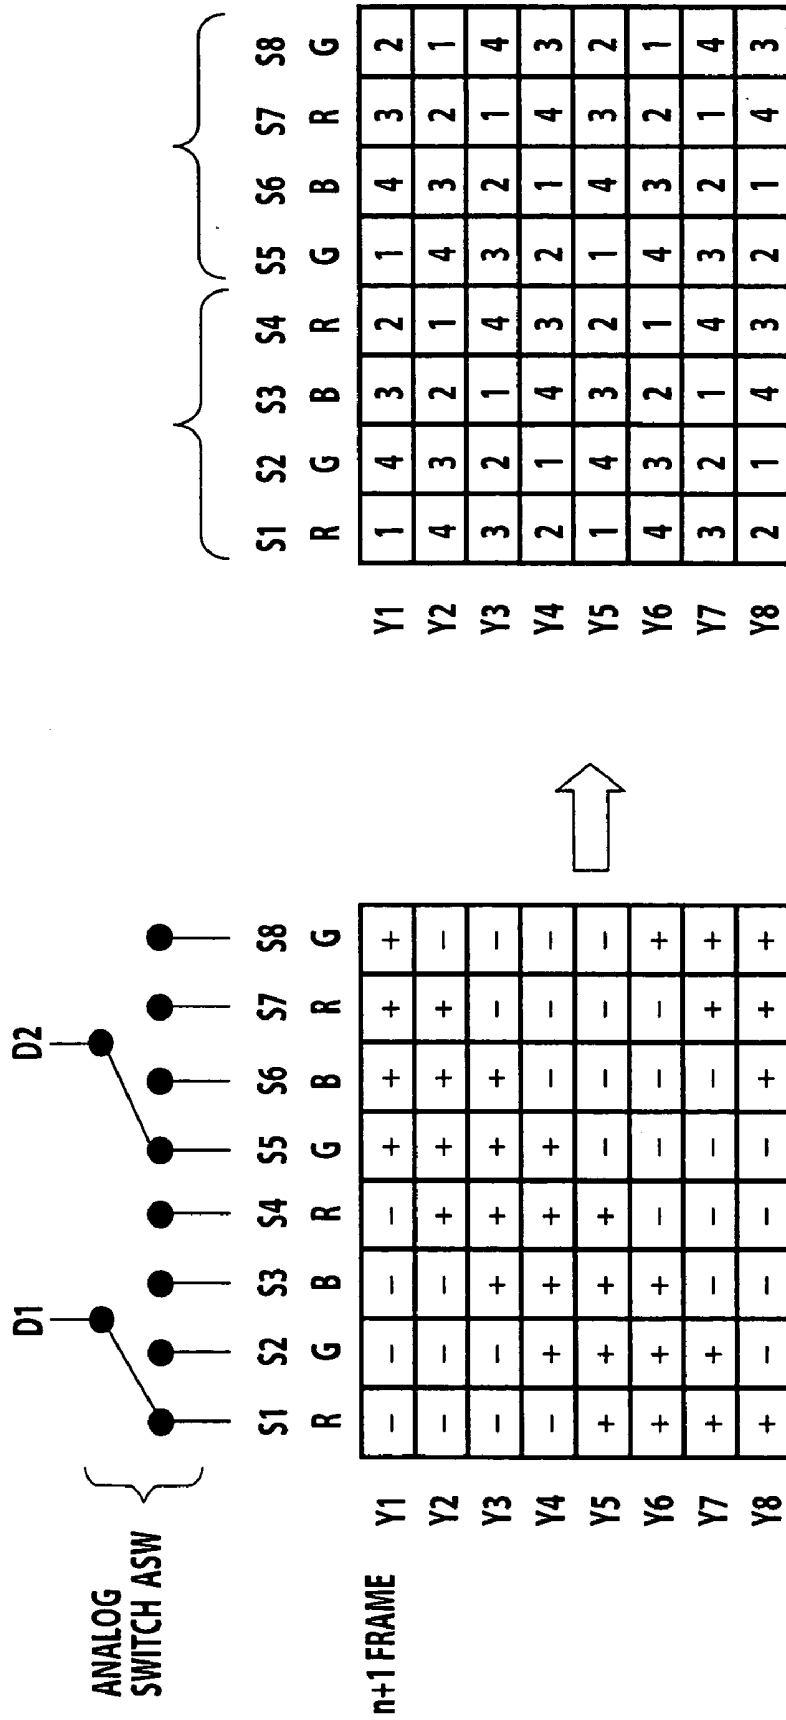 D1 D2
ANALOG
SWITCH ASW
S1 S2 S3 S4 S5 S6 S7 S8
R G B R G B R G
n+1 FRAME
Y1 − − − − + + + +
Y2 − − − + + + + −
Y3 − − + + + + − −
Y4 − + + + + − − −
Y5 + + + + − − − −
Y6 + + + − − − − +
Y7 + + − − − − + +
Y8 + − − − − + + +
S1 S2 S3 S4 S5 S6 S7 S8
R G B R G B R G
Y1 1 4 3 2 1 4 3 2
Y2 4 3 2 1 4 3 2 1
Y3 3 2 1 4 3 2 1 4
Y4 2 1 4 3 2 1 4 3
Y5 1 4 3 2 1 4 3 2
Y6 4 3 2 1 4 3 2 1
Y7 3 2 1 4 3 2 1 4
Y8 2 1 4 3 2 1 4 3